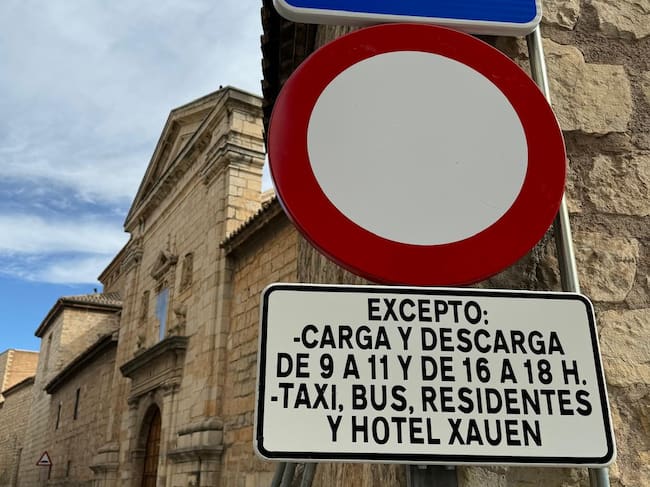 EXCEPTO:
-CARGA Y DESCARGA
DE 9 A 11 Y DE 16 A 18 H.
-TAXI, BUS, RESIDENTES
Y HOTEL XAUEN